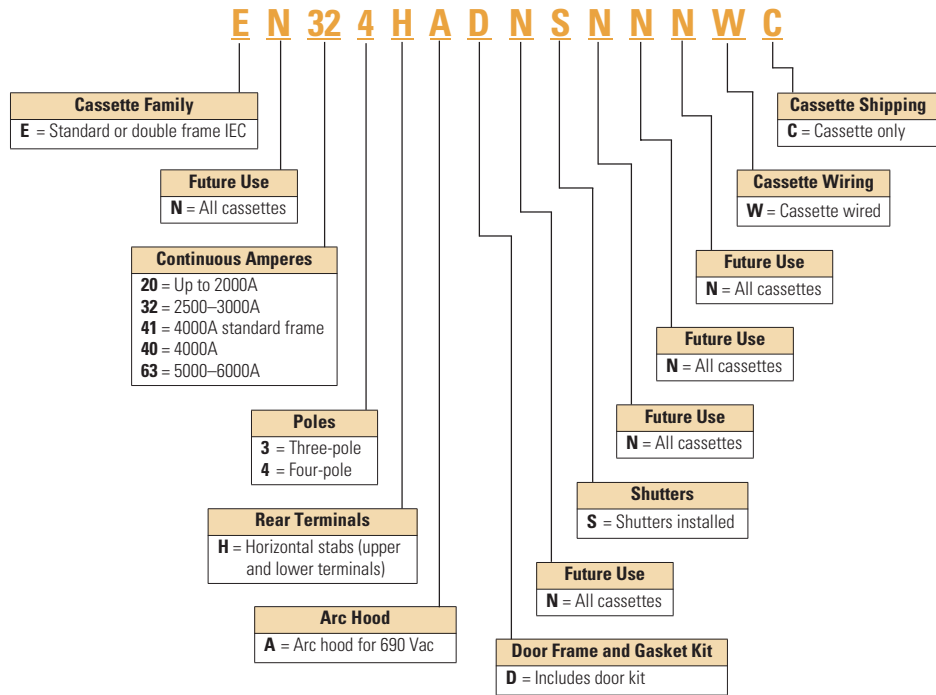 E N 32 4 H A D N S N N N W C
Cassette Family
E = Standard or double frame IEC
Future Use
N = All cassettes
Continuous Amperes
20 = Up to 2000A
32 = 2500–3000A
41 = 4000A standard frame
40 = 4000A
63 = 5000–6000A
Poles
3 = Three-pole
4 = Four-pole
Rear Terminals
H = Horizontal stabs (upper
and lower terminals)
Arc Hood
A = Arc hood for 690 Vac
Cassette Shipping
C = Cassette only
Cassette Wiring
W = Cassette wired
Future Use
N = All cassettes
Future Use
N = All cassettes
Future Use
N = All cassettes
Shutters
S = Shutters installed
Future Use
N = All cassettes
Door Frame and Gasket Kit
D = Includes door kit